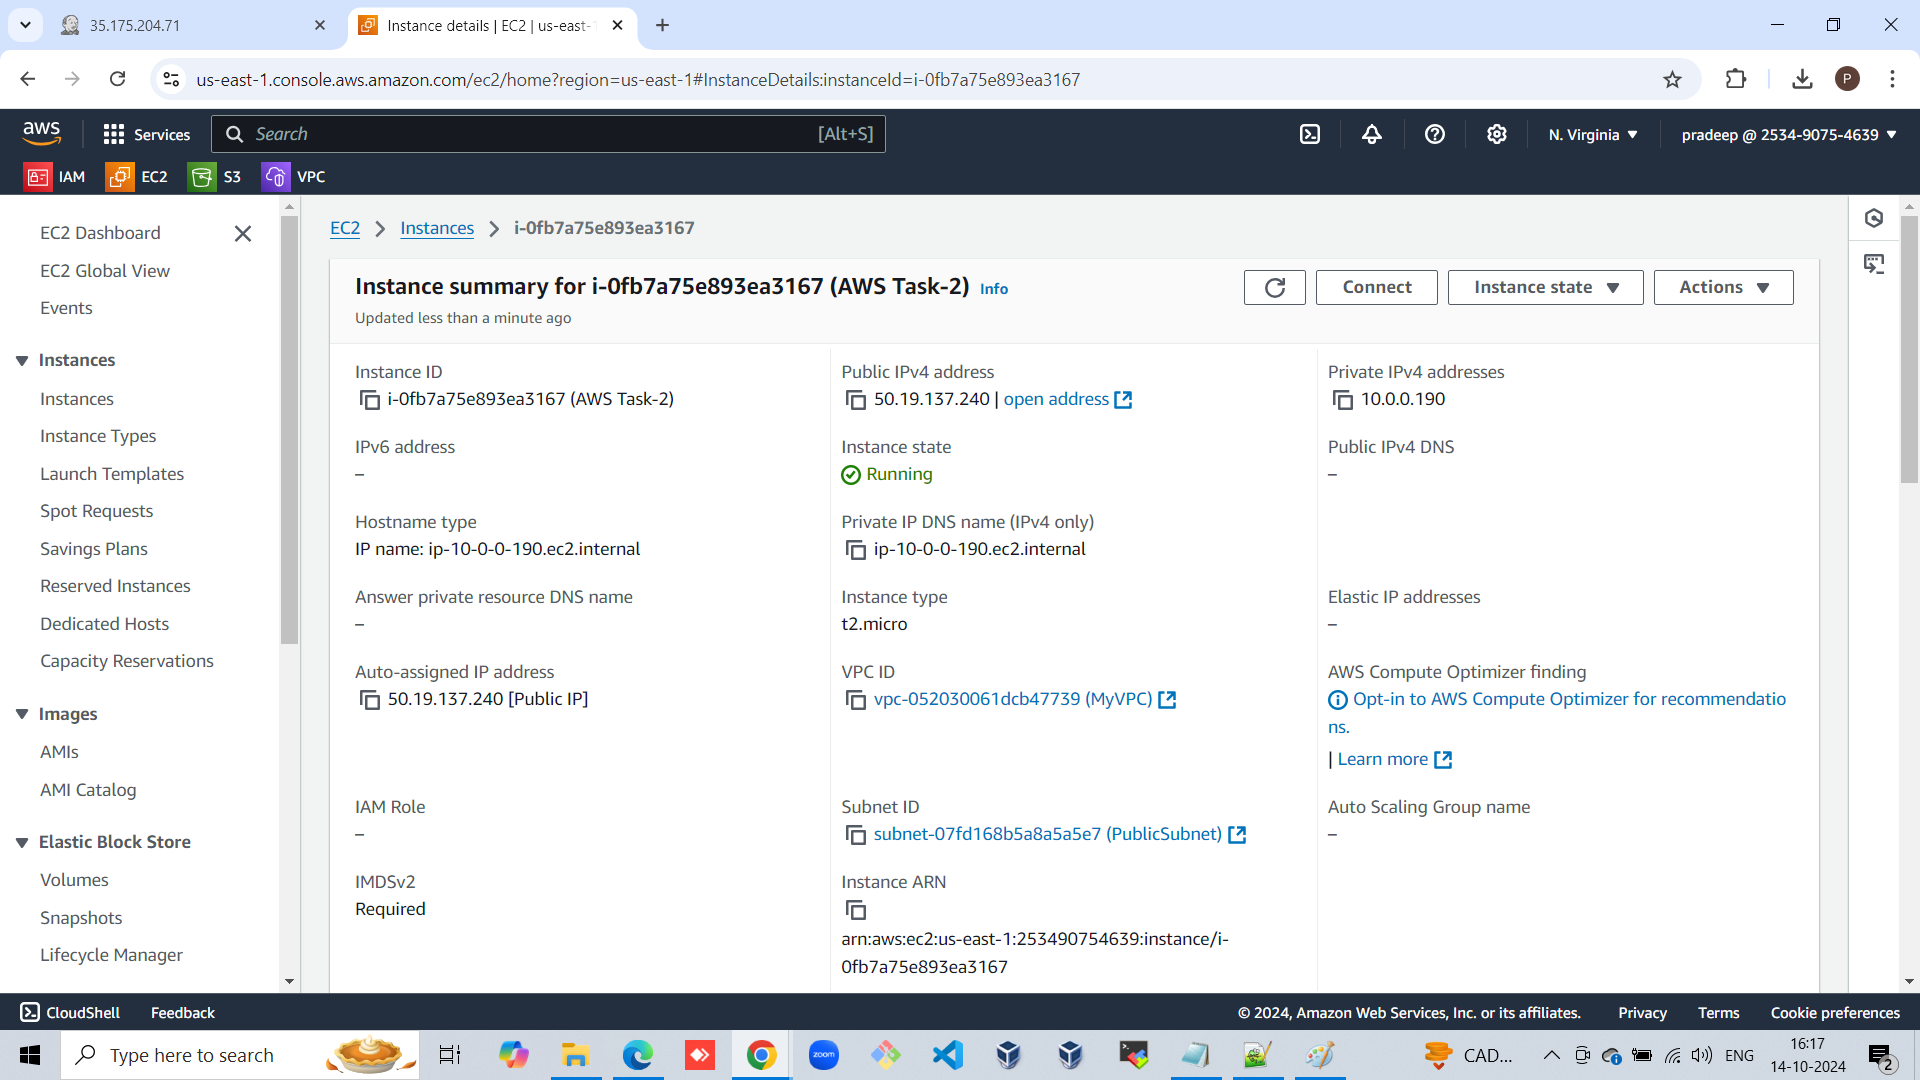 35.175.204.71
Instance details | EC2 | us-east-1
us-east-1.console.aws.amazon.com/ec2/home?region=us-east-1#InstanceDetails:instanceId=i-0fb7a75e893ea3167
P
aws
Services
Search
[Alt+S]
N. Virginia
pradeep @ 2534-9075-4639
IAM
EC2
S3
VPC
EC2 Dashboard
EC2 Global View
Events
Instances
Instances
Instance Types
Launch Templates
Spot Requests
Savings Plans
Reserved Instances
Dedicated Hosts
Capacity Reservations
Images
AMIs
AMI Catalog
Elastic Block Store
Volumes
Snapshots
Lifecycle Manager
EC2 > Instances > i-0fb7a75e893ea3167
Instance summary for i-0fb7a75e893ea3167 (AWS Task-2) Info
Updated less than a minute ago
Connect
Instance state
Actions
Instance ID
i-0fb7a75e893ea3167 (AWS Task-2)
Public IPv4 address
50.19.137.240 | open address
Private IPv4 addresses
10.0.0.190
IPv6 address
–
Instance state
Running
Public IPv4 DNS
–
Hostname type
IP name: ip-10-0-0-190.ec2.internal
Private IP DNS name (IPv4 only)
ip-10-0-0-190.ec2.internal
Answer private resource DNS name
–
Instance type
t2.micro
Elastic IP addresses
–
Auto-assigned IP address
50.19.137.240 [Public IP]
VPC ID
vpc-052030061dcb47739 (MyVPC)
AWS Compute Optimizer finding
Opt-in to AWS Compute Optimizer for recommendatio
ns.
| Learn more
IAM Role
–
Subnet ID
subnet-07fd168b5a8a5a5e7 (PublicSubnet)
Auto Scaling Group name
–
IMDSv2
Required
Instance ARN
arn:aws:ec2:us-east-1:253490754639:instance/i-
0fb7a75e893ea3167
CloudShell
Feedback
© 2024, Amazon Web Services, Inc. or its affiliates.
Privacy
Terms
Cookie preferences
Type here to search
zoom
CAD...
ENG
16:17
14-10-2024
2